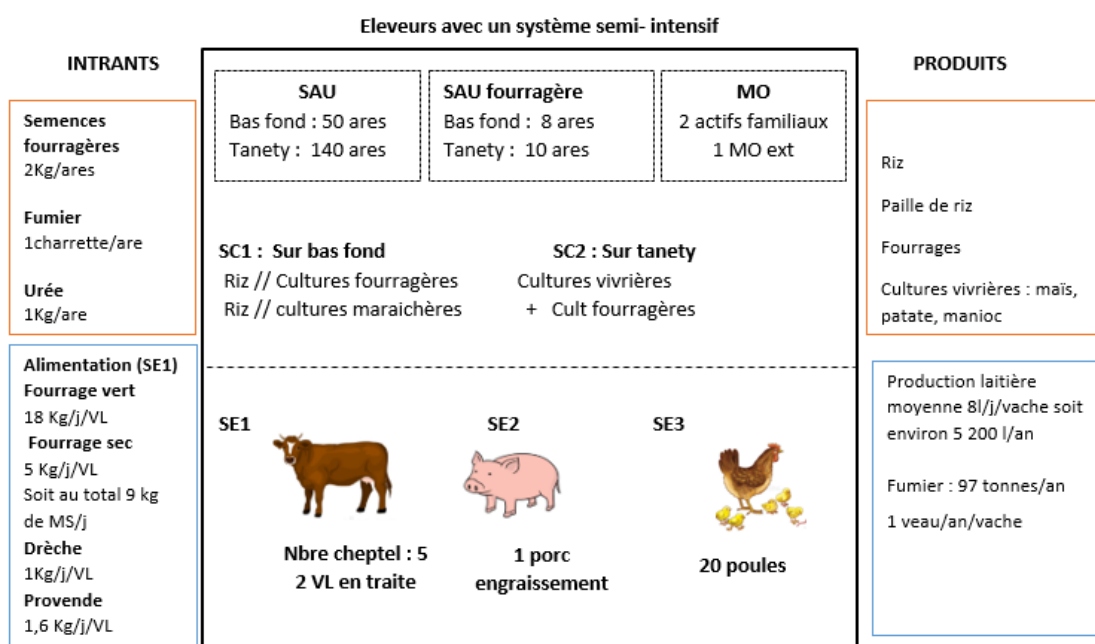 Eleveurs avec un système semi- intensif
INTRANTS
Semences
fourragères
2Kg/ares
Fumier
1charrette/are
Urée
1Kg/are
Alimentation (SE1)
Fourrage vert
18 Kg/j/VL
Fourrage sec
5 Kg/j/VL
Soit au total 9 kg
de MS/j
Drèche
1Kg/j/VL
Provende
1,6 Kg/j/VL
SAU
Bas fond : 50 ares
Tanety : 140 ares
SAU fourragère
Bas fond : 8 ares
Tanety : 10 ares
MO
2 actifs familiaux
1 MO ext
SC1 : Sur bas fond
Riz // Cultures fourragères
Riz // cultures maraichères
SC2 : Sur tanety
Cultures vivrières
+ Cult fourragères
SE1
Nbre cheptel : 5
2 VL en traite
SE2
1 porc
engraissement
SE3
20 poules
PRODUITS
Riz
Paille de riz
Fourrages
Cultures vivrières : maïs,
patate, manioc
Production laitière
moyenne 8l/j/vache soit
environ 5 200 l/an
Fumier : 97 tonnes/an
1 veau/an/vache